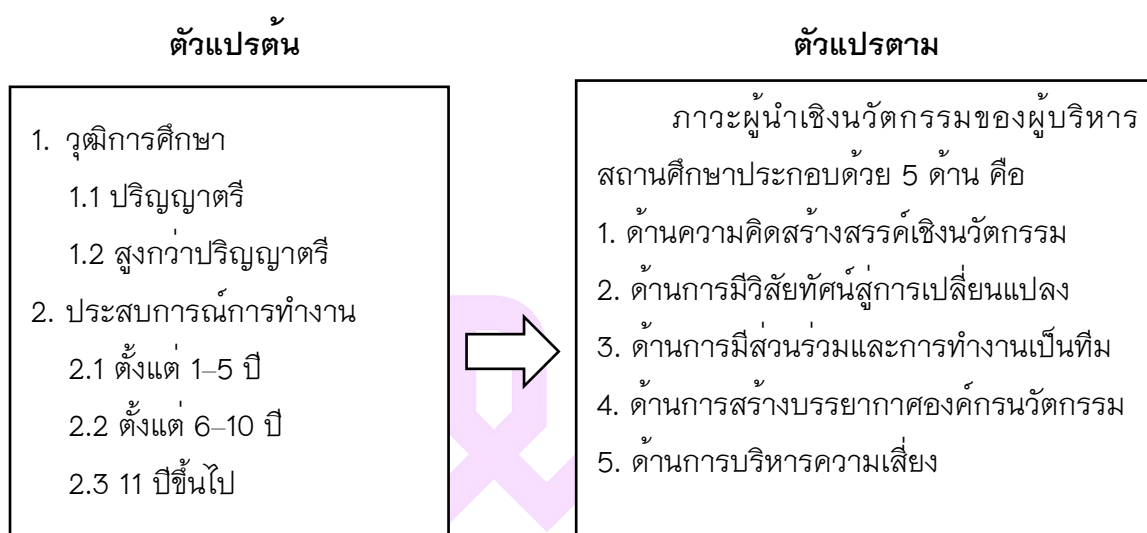 ตัวแปรต้น
1. วุฒิการศึกษา
1.1 ปริญญาตรี
1.2 สูงกว่าปริญญาตรี
2. ประสบการณ์การทำงาน
2.1 ตั้งแต่ 1–5 ปี
2.2 ตั้งแต่ 6–10 ปี
2.3 11 ปีขึ้นไป
ตัวแปรตาม
ภาวะผู้นำเชิงนวัตกรรมของผู้บริหาร
สถานศึกษาประกอบด้วย 5 ด้าน คือ
1. ด้านความคิดสร้างสรรค์เชิงนวัตกรรม
2. ด้านการมีวิสัยทัศน์สู่การเปลี่ยนแปลง
3. ด้านการมีส่วนร่วมและการทำงานเป็นทีม
4. ด้านการสร้างบรรยากาศองค์กรนวัตกรรม
5. ด้านการบริหารความเสี่ยง